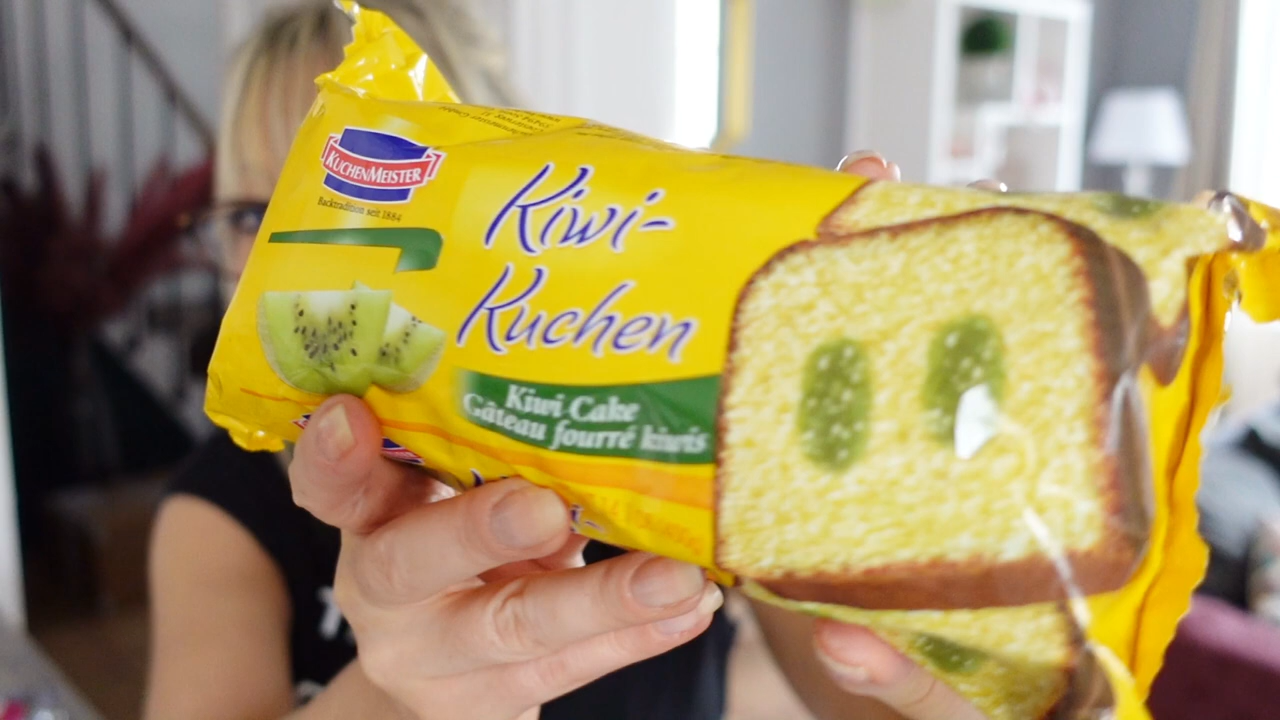 KUCHENMEISTER
Backtradition seit 1884
Kiwi-
Kuchen
Kiwi-Cake
Gâteau fourré kiwis